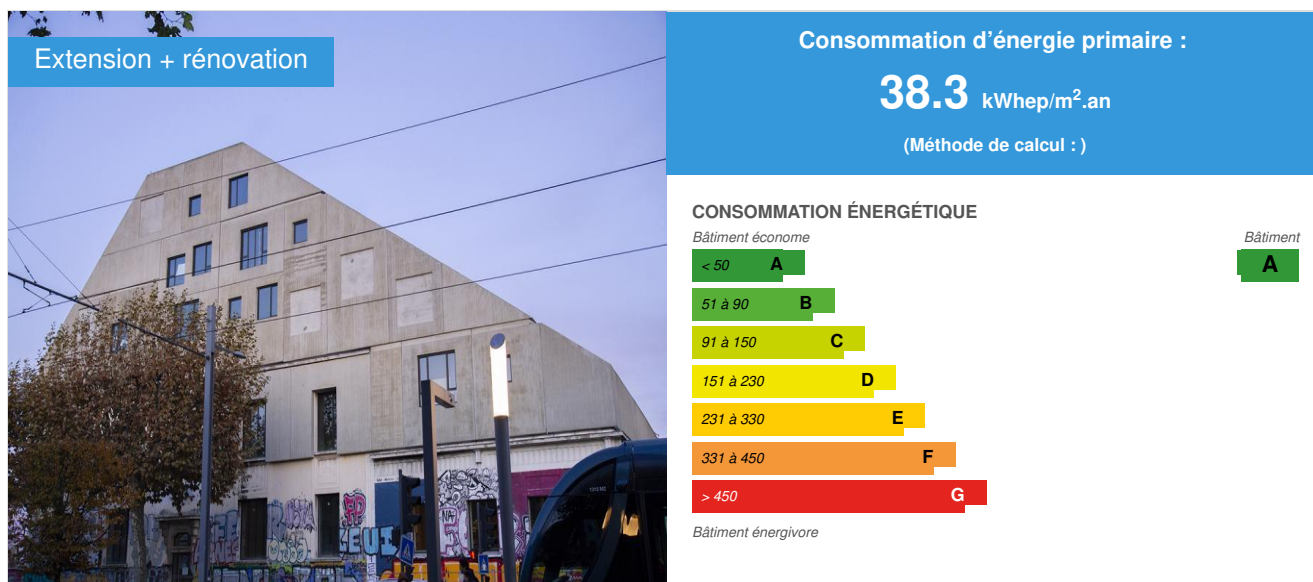 Extension + rénovation
Consommation d'énergie primaire :
38.3 kWhep/m².an
(Méthode de calcul : )
CONSOMMATION ÉNERGÉTIQUE
Bâtiment économe
Bâtiment
< 50 A
A
51 à 90 B
91 à 150 C
151 à 230 D
231 à 330 E
331 à 450 F
> 450 G
Bâtiment énergivore